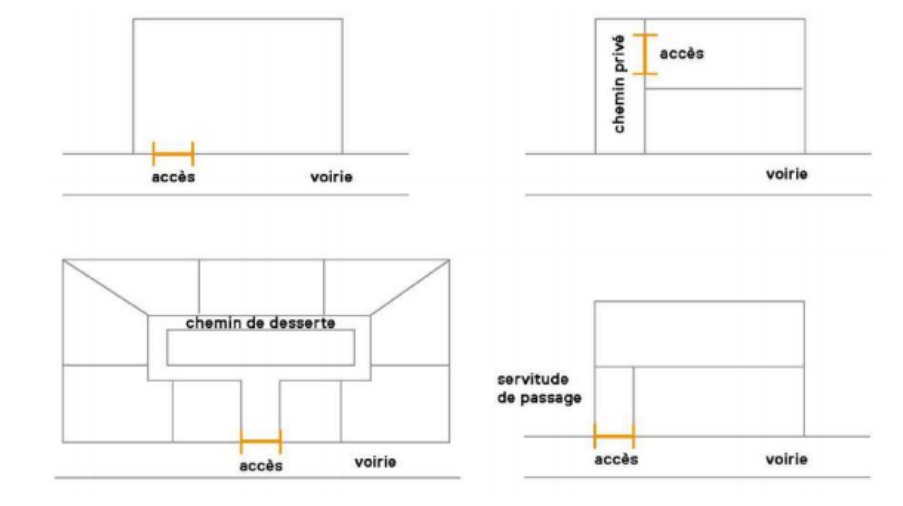 accès
voirie
chemin privé
accès
voirie
chemin de desserte
accès
voirie
servitude
de passage
accès
voirie